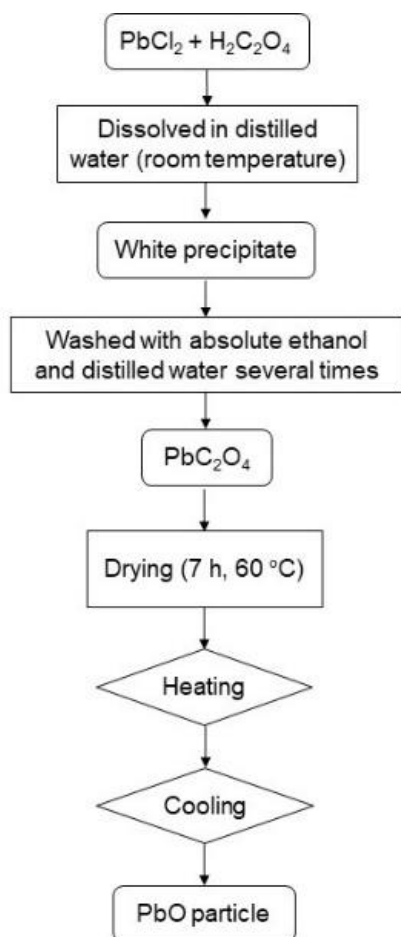 PbCl₂ + H₂C₂O₄
Dissolved in distilled
water (room temperature)
White precipitate
Washed with absolute ethanol
and distilled water several times
PbC₂O₄
Drying (7 h, 60 °C)
Heating
Cooling
PbO particle